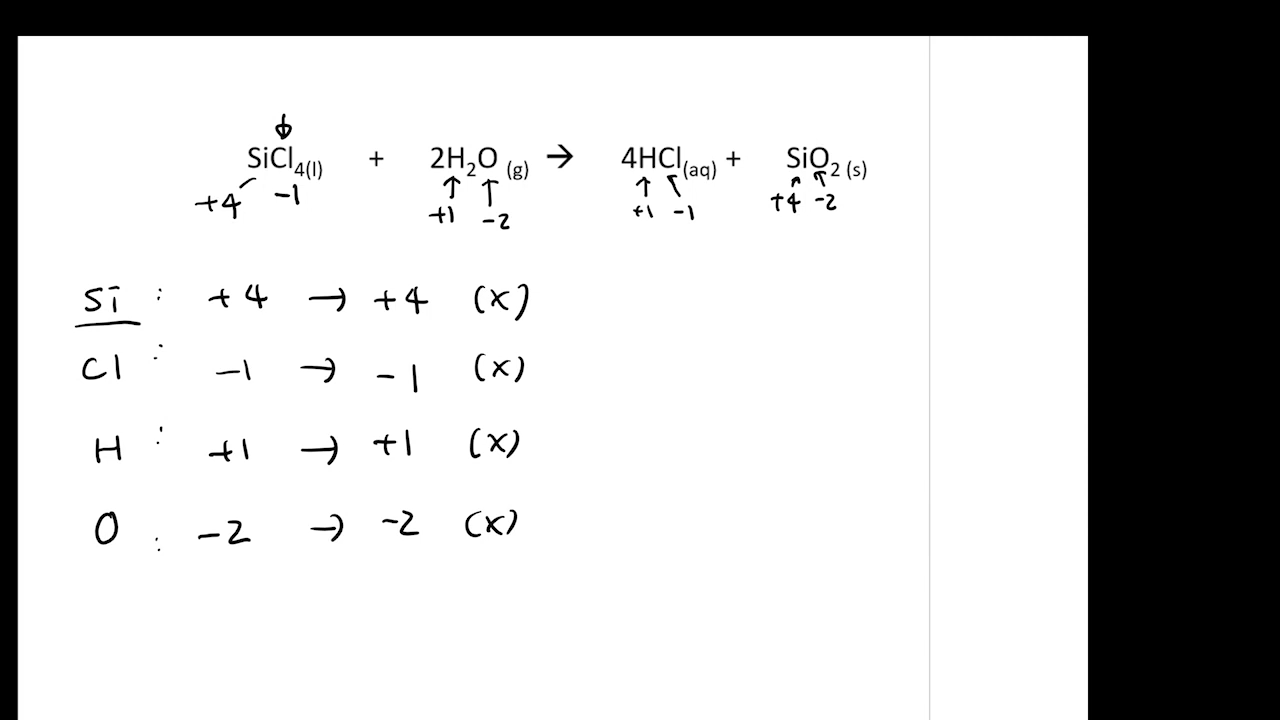 SiCl4(l) + 2H2O (g) → 4HCl(aq) + SiO2 (s)
+4 -1 +1 -2 +1 -1 +4 -2
Si : +4 → +4 (x)
Cl : -1 → -1 (x)
H : +1 → +1 (x)
O : -2 → -2 (x)